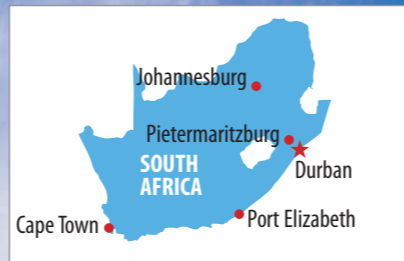 Johannesburg
Pietermaritzburg
SOUTH
AFRICA
Durban
Port Elizabeth
Cape Town